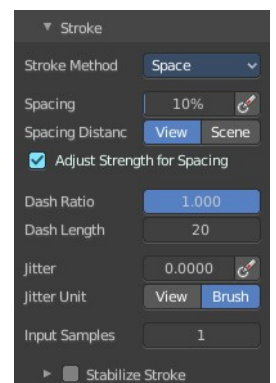 Stroke
Stroke Method Space
Spacing 10%
Spacing Distanc View Scene
Adjust Strength for Spacing
Dash Ratio 1.000
Dash Length 20
Jitter 0.0000
Jitter Unit View Brush
Input Samples 1
Stabilize Stroke